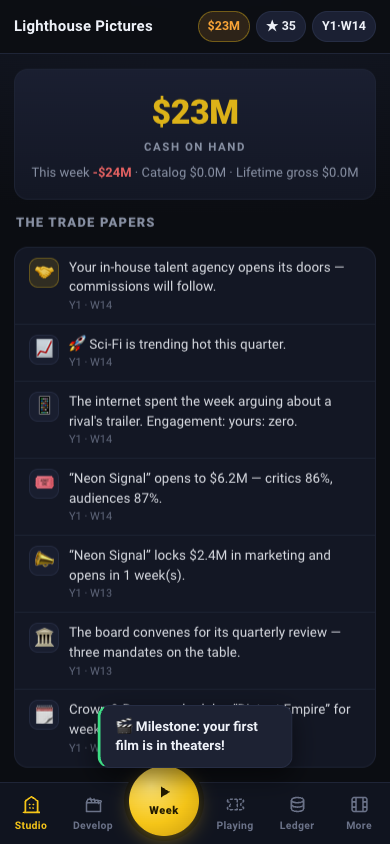 Lighthouse Pictures
$23M
★ 35
Y1·W14
$23M
CASH ON HAND
This week -$24M · Catalog $0.0M · Lifetime gross $0.0M
THE TRADE PAPERS
Your in-house talent agency opens its doors —
commissions will follow.
Y1 · W14
🚀 Sci-Fi is trending hot this quarter.
Y1 · W14
The internet spent the week arguing about a
rival's trailer. Engagement: yours: zero.
Y1 · W14
“Neon Signal” opens to $6.2M — critics 86%,
audiences 87%.
Y1 · W14
“Neon Signal” locks $2.4M in marketing and
opens in 1 week(s).
Y1 · W13
The board convenes for its quarterly review —
three mandates on the table.
Y1 · W13
Empire” for
week
🎬 Milestone: your first
film is in theaters!
Studio
Develop
Week
Playing
Ledger
More